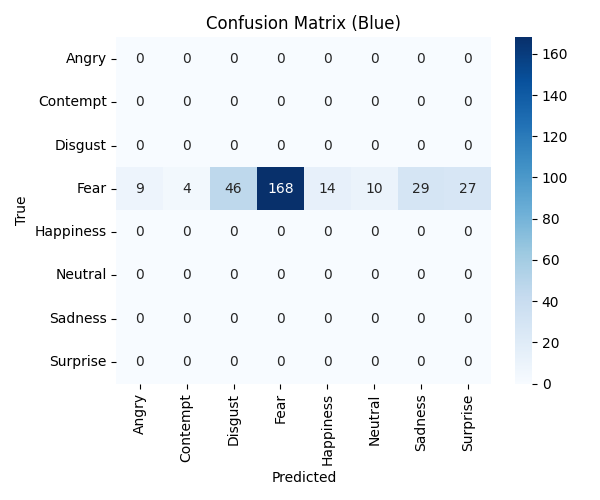 Confusion Matrix (Blue)
True
Angry 0 0 0 0 0 0 0 0
Contempt 0 0 0 0 0 0 0 0
Disgust 0 0 0 0 0 0 0 0
Fear 9 4 46 168 14 10 29 27
Happiness 0 0 0 0 0 0 0 0
Neutral 0 0 0 0 0 0 0 0
Sadness 0 0 0 0 0 0 0 0
Surprise 0 0 0 0 0 0 0 0
Angry Contempt Disgust Fear Happiness Neutral Sadness Surprise
Predicted
160
140
120
100
80
60
40
20
0